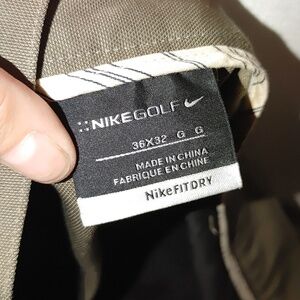 NIKEGOLF
36X32 G G
MADE IN CHINA
FABRIQUE EN CHINE
NikeFITDRY